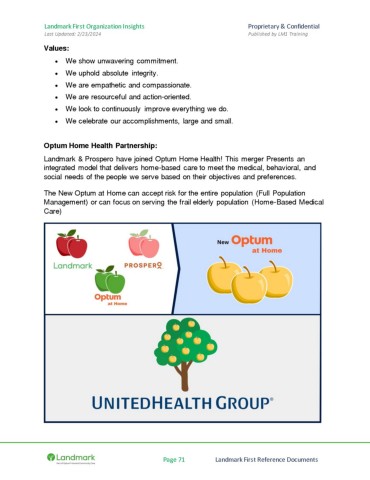 Landmark First Organization Insights Proprietary & Confidential
Last Updated: 2/23/2024 Published by LM1 Training
Values:
• We show unwavering commitment.
• We uphold absolute integrity.
• We are empathetic and compassionate.
• We are resourceful and action-oriented.
• We look to continuously improve everything we do.
• We celebrate our accomplishments, large and small.
Optum Home Health Partnership:
Landmark & Prospero have joined Optum Home Health! This merger Presents an
integrated model that delivers home-based care to meet the medical, behavioral, and
social needs of the people we serve based on their objectives and preferences.
The New Optum at Home can accept risk for the entire population (Full Population
Management) or can focus on serving the frail elderly population (Home-Based Medical
Care)
Landmark PROSPERO
Optum
at Home
New Optum
at Home
UNITEDHEALTH GROUP®
Landmark
Page 71 Landmark First Reference Documents